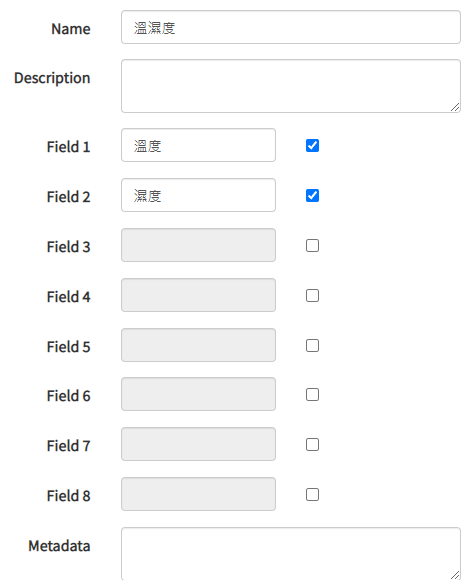 Name 溫濕度
Description
Field 1 溫度
Field 2 濕度
Field 3
Field 4
Field 5
Field 6
Field 7
Field 8
Metadata